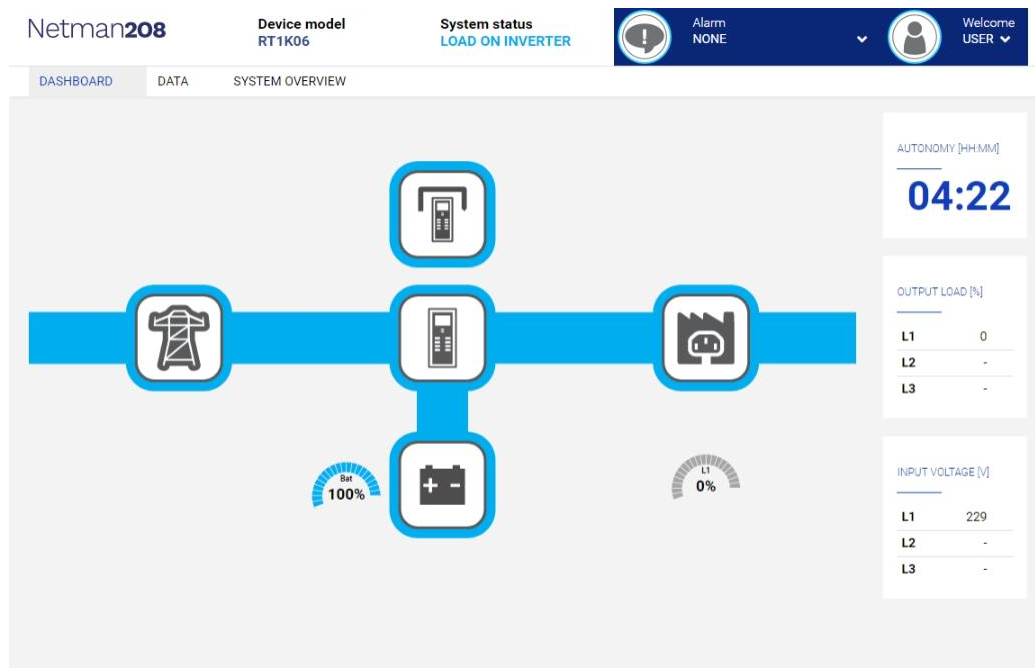 Netman208
Device model
RT1K06
System status
LOAD ON INVERTER
Alarm
NONE
Welcome
USER
DASHBOARD DATA SYSTEM OVERVIEW
AUTONOMY [HH:MM]
04:22
OUTPUT LOAD [%]
L1 0
L2 -
L3 -
Bat
100%
L1
0%
INPUT VOLTAGE [V]
L1 229
L2 -
L3 -